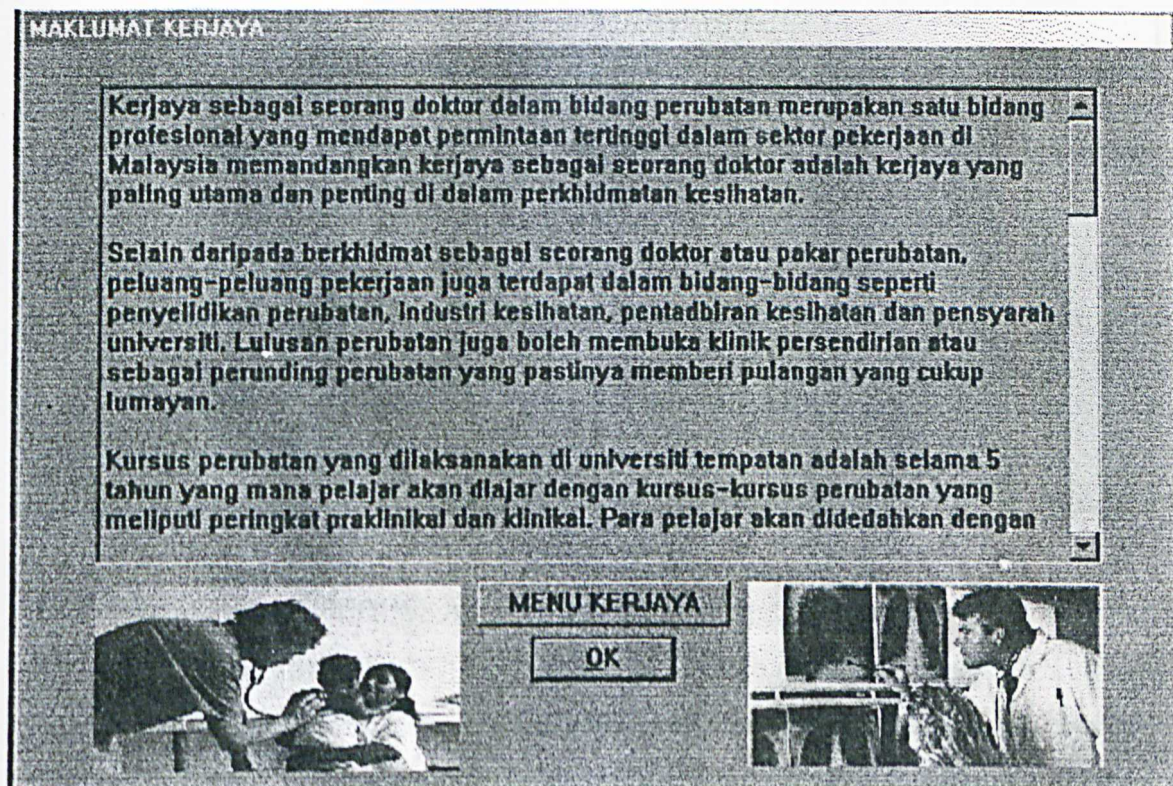 MAKLUMAT KERJAYA
Kerjaya sebagai seorang doktor dalam bidang perubatan merupakan satu bidang
profesional yang mendapat permintaan tertinggi dalam sektor pekerjaan di
Malaysia memandangkan kerjaya sebagai seorang doktor adalah kerjaya yang
paling utama dan penting di dalam perkhidmatan kesihatan.
Selain daripada berkhidmat sebagai seorang doktor atau pakar perubatan,
peluang-peluang pekerjaan juga terdapat dalam bidang-bidang seperti
penyelidikan perubatan, industri kesihatan, pentadbiran kesihatan dan pensyarah
universiti. Lulusan perubatan juga boleh membuka klinik persendirian atau
sebagai perunding perubatan yang pastinya memberi pulangan yang cukup
lumayan.
Kursus perubatan yang dilaksanakan di universiti tempatan adalah selama 5
tahun yang mana pelajar akan diajar dengan kursus-kursus perubatan yang
meliputi peringkat praklinikal dan klinikal. Para pelajar akan didedahkan dengan
MENU KERJAYA
OK